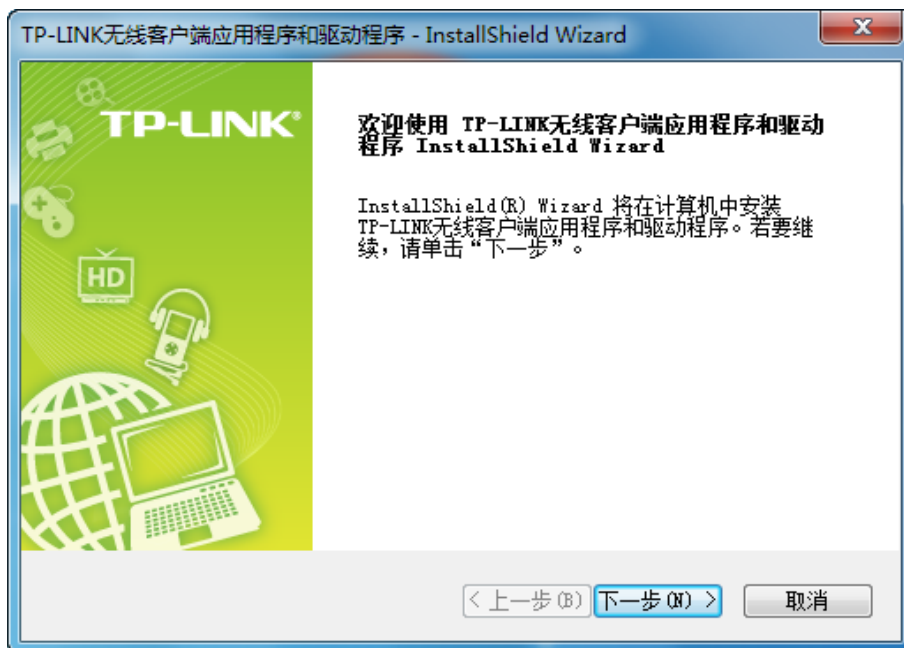 TP-LINK无线客户端应用程序和驱动程序 - InstallShield Wizard
TP-LINK®
欢迎使用 TP-LINK无线客户端应用程序和驱动
程序 InstallShield Wizard
InstallShield(R) Wizard 将在计算机中安装
TP-LINK无线客户端应用程序和驱动程序。若要继
续，请单击“下一步”。
HD
< 上一步(B) 下一步(N) > 取消